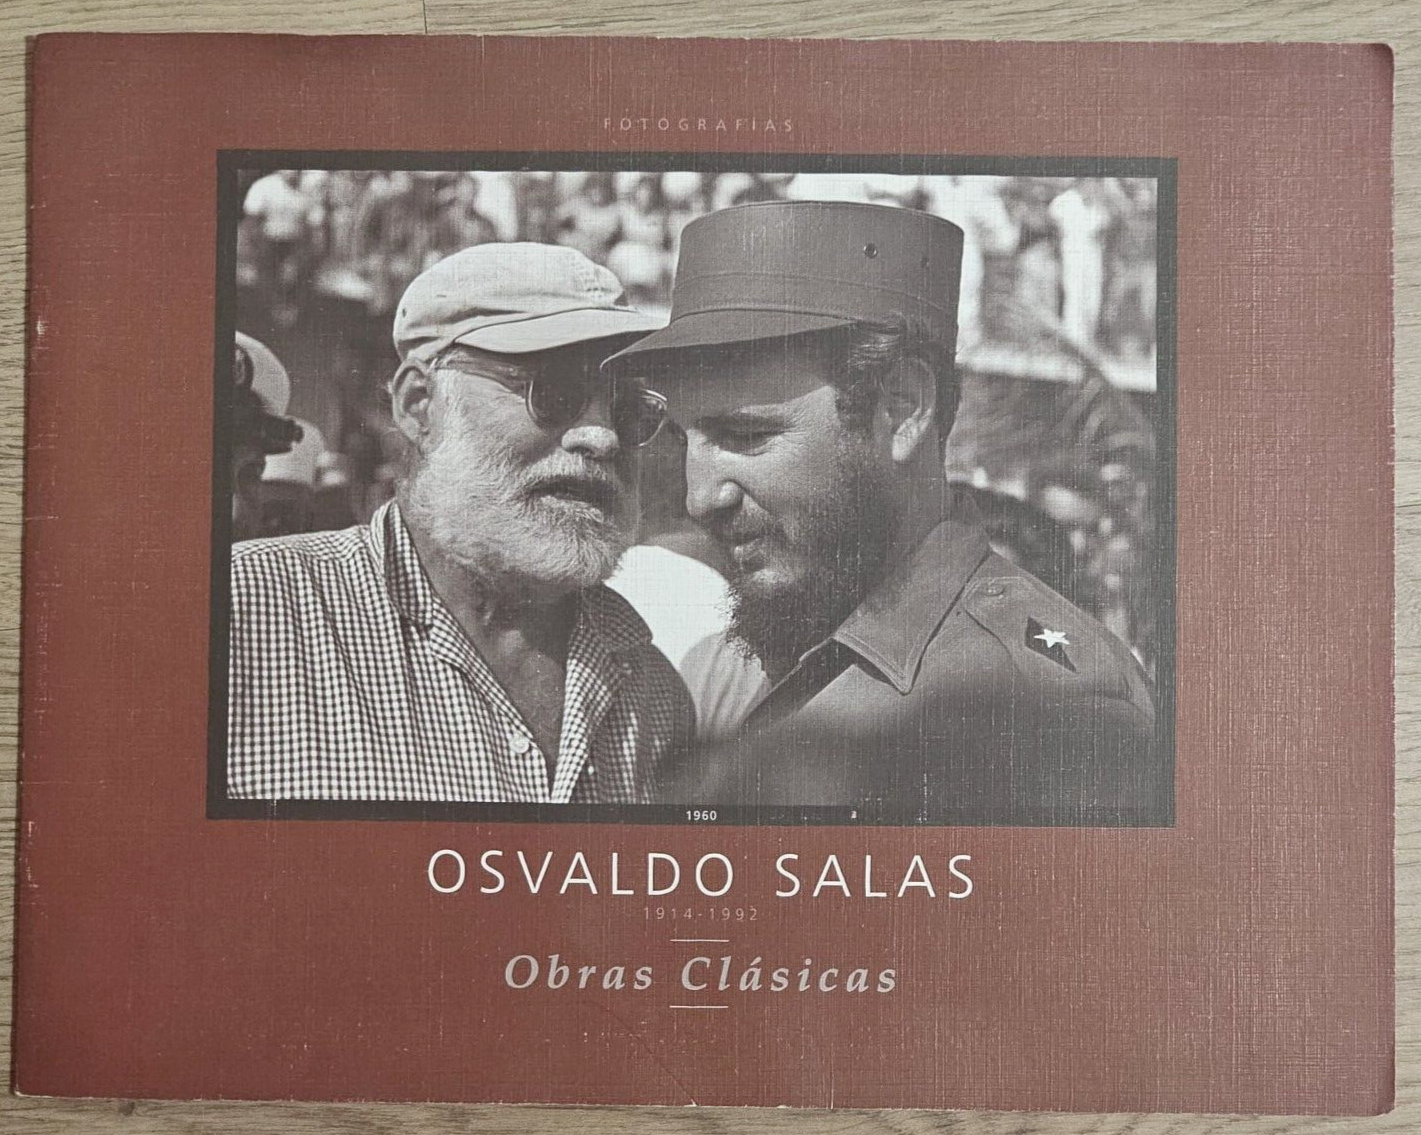 FOTOGRAFIAS
1960
OSVALDO SALAS
1914-1992
Obras Clásicas